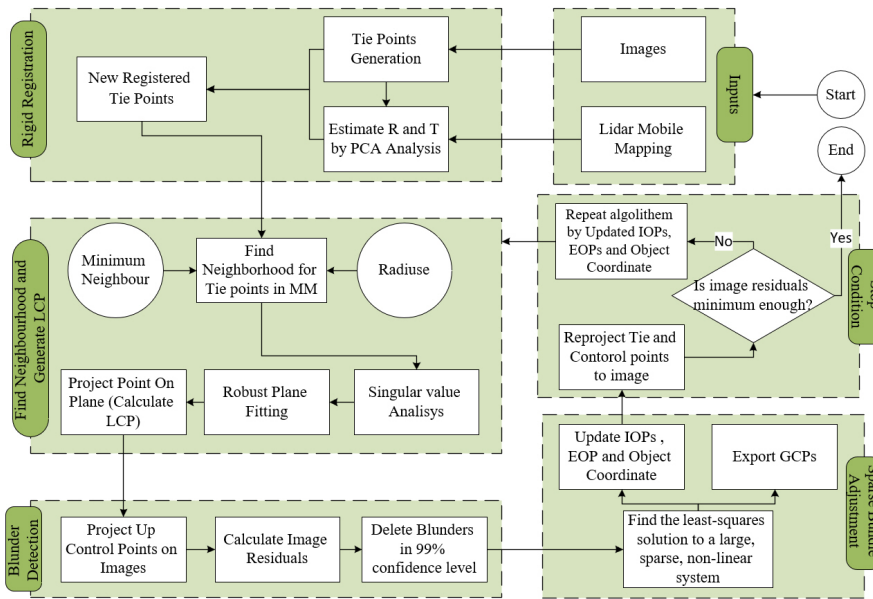 Rigid Registration
New Registered
Tie Points
Tie Points
Generation
Estimate R and T
by PCA Analysis
Images
Lidar Mobile
Mapping
Inputs
Start
End
Find Neighbourhood and
Generate LCP
Minimum
Neighbour
Find
Neighborhood for
Tie points in MM
Radiuse
Project Point On
Plane (Calculate
LCP)
Robust Plane
Fitting
Singular value
Analisys
Repeat algolithem
by Updated IOPs,
EOPs and Object
Coordinate
No
Yes
Is image residuals
minimum enough?
Reproject Tie and
Contorol points
to image
Condition
Blunder
Detection
Project Up
Control Points on
Images
Calculate Image
Residuals
Delete Blunders
in 99%
confidence level
Update IOPs ,
EOP and Object
Coordinate
Export GCPs
Find the least-squares
solution to a large,
sparse, non-linear
system
Adjustment